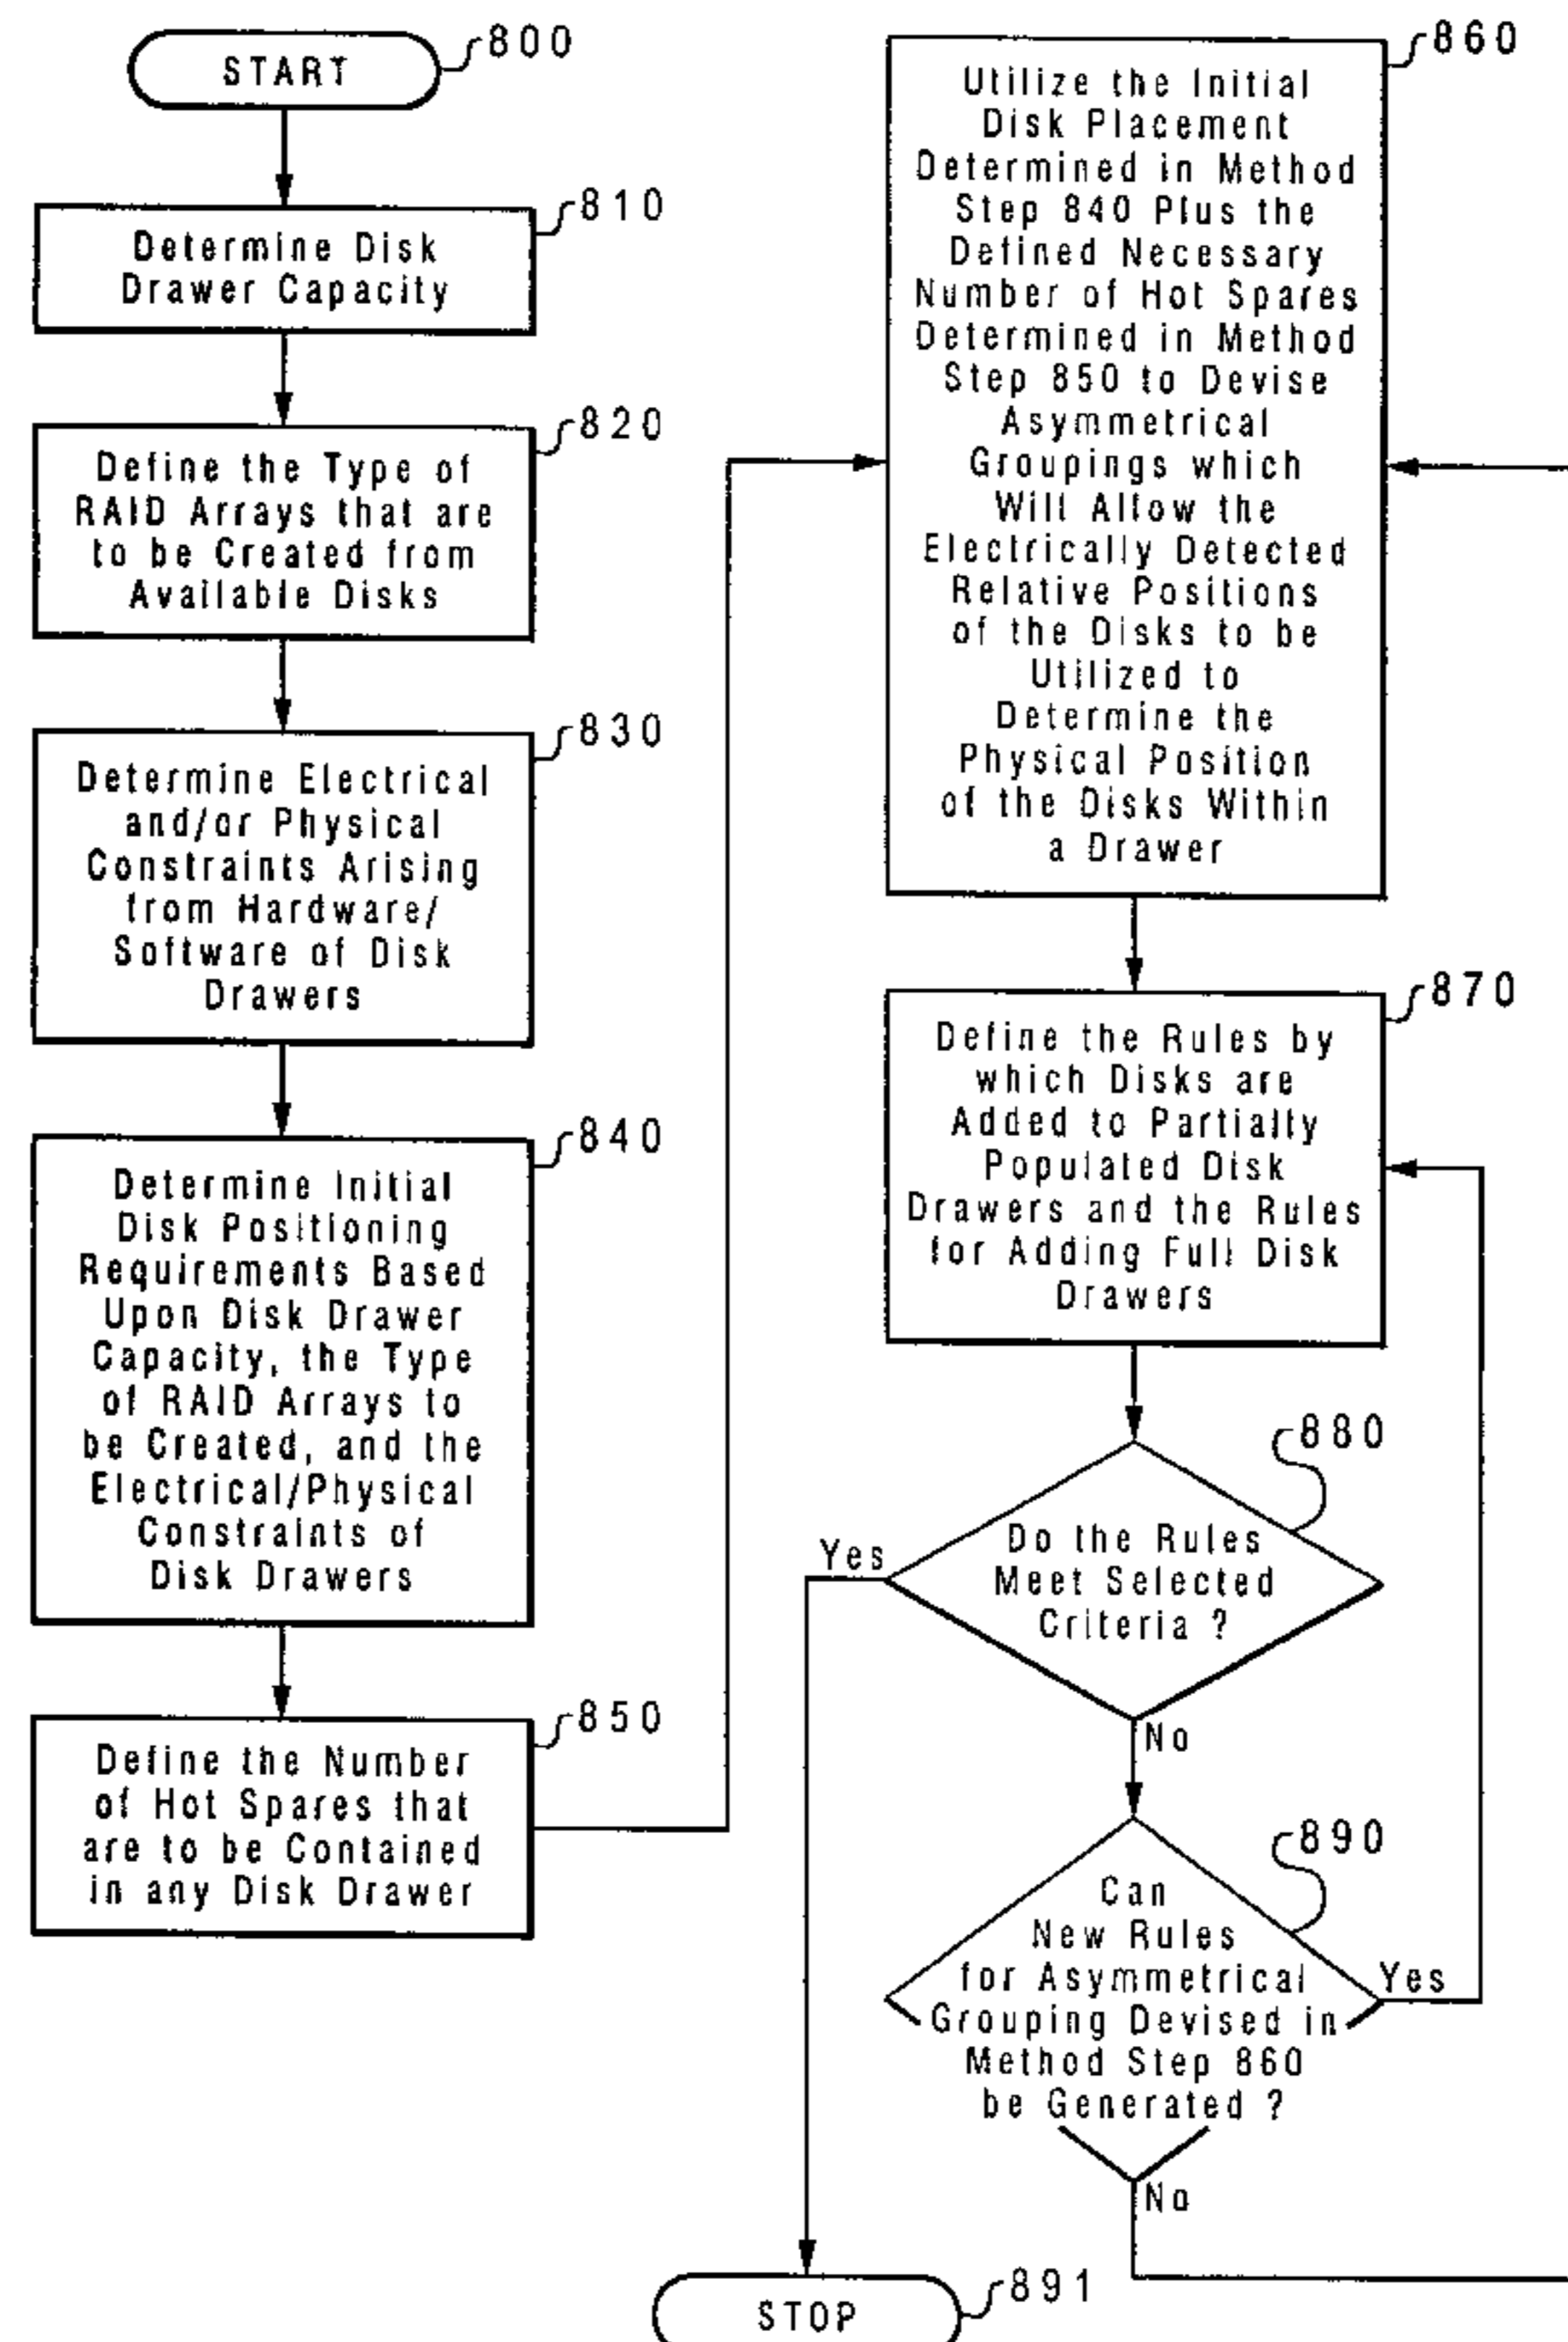 START
800
Determine Disk
Drawer Capacity
810
Define the Type of
RAID Arrays that are
to be Created from
Available Disks
820
Determine Electrical
and/or Physical
Constraints Arising
from Hardware/
Software of Disk
Drawers
830
Determine Initial
Disk Positioning
Requirements Based
Upon Disk Drawer
Capacity, the Type
of RAID Arrays to
be Created, and the
Electrical/Physical
Constraints of
Disk Drawers
840
Define the Number
of Hot Spares that
are to be Contained
in any Disk Drawer
850
Utilize the Initial
Disk Placement
Determined in Method
Step 840 Plus the
Defined Necessary
Number of Hot Spares
Determined in Method
Step 850 to Devise
Asymmetrical
Groupings which
Will Allow the
Electrically Detected
Relative Positions
of the Disks to be
Utilized to
Determine the
Physical Position
of the Disks Within
a Drawer
860
Define the Rules by
which Disks are
Added to Partially
Populated Disk
Drawers and the Rules
for Adding Full Disk
Drawers
870
Do the Rules
Meet Selected
Criteria ?
880
Yes
No
Can
New Rules
for Asymmetrical
Grouping Devised in
Method Step 860
be Generated ?
890
Yes
No
STOP
891